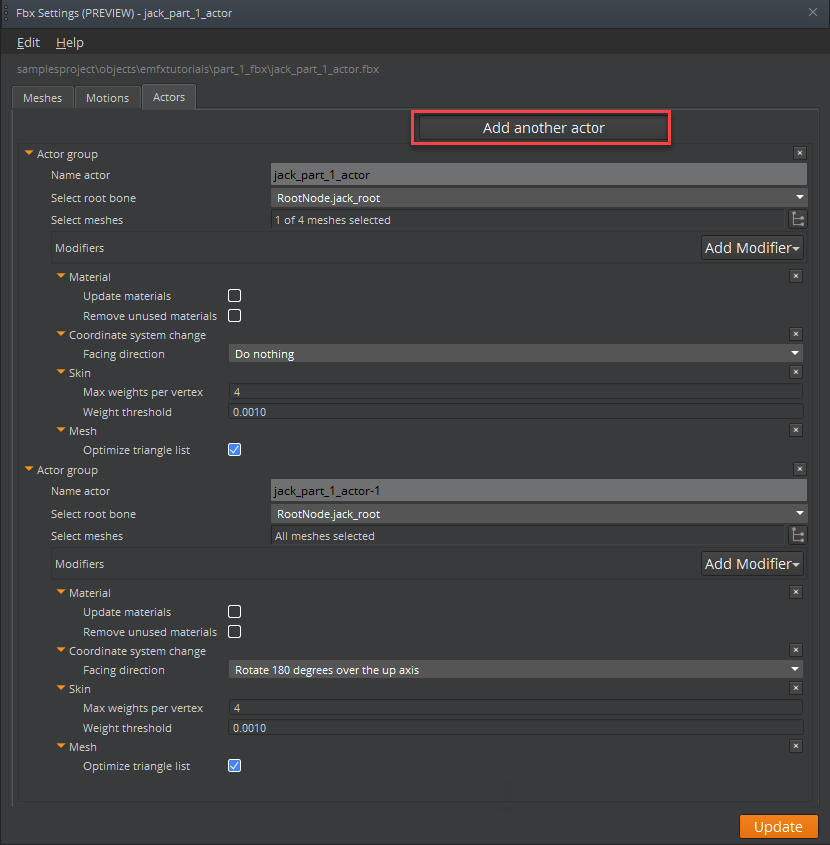 Fbx Settings (PREVIEW) - jack_part_1_actor
Edit Help
samplesproject\objects\emfxtutorials\part_1_fbx\jack_part_1_actor.fbx
Meshes Motions Actors
Add another actor
Actor group
Name actor jack_part_1_actor
Select root bone RootNode.jack_root
Select meshes 1 of 4 meshes selected
Modifiers Add Modifier
Material
Update materials
Remove unused materials
Coordinate system change
Facing direction Do nothing
Skin
Max weights per vertex 4
Weight threshold 0.0010
Mesh
Optimize triangle list
Actor group
Name actor jack_part_1_actor-1
Select root bone RootNode.jack_root
Select meshes All meshes selected
Modifiers Add Modifier
Material
Update materials
Remove unused materials
Coordinate system change
Facing direction Rotate 180 degrees over the up axis
Skin
Max weights per vertex 4
Weight threshold 0.0010
Mesh
Optimize triangle list
Update